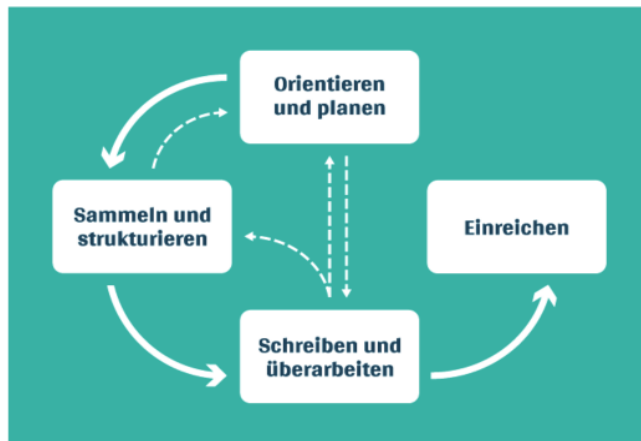 Orientieren
und planen
Sammeln und
strukturieren
Einreichen
Schreiben und
überarbeiten